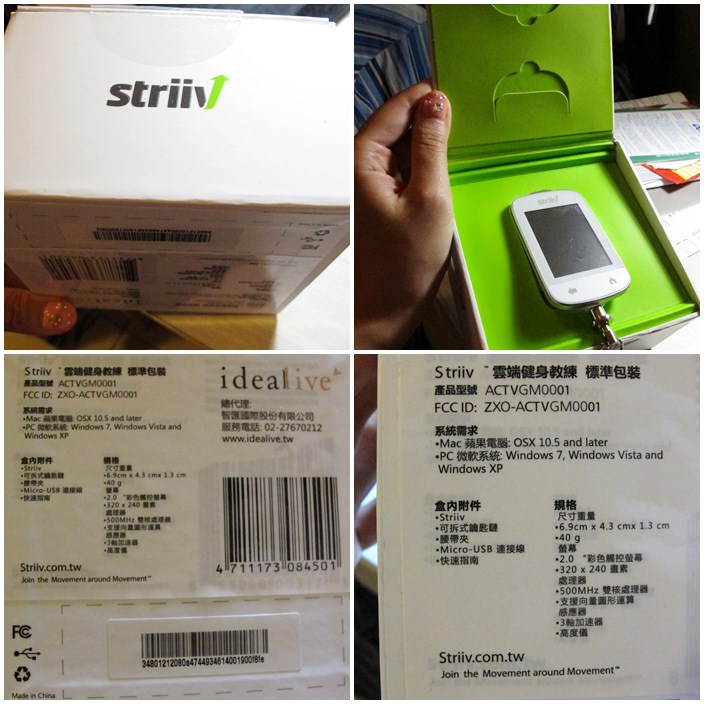 striiv
idealive
striiv
Striiv ™雲端健身教練 標準包裝
產品型號 ACTVGM0001
FCC ID: ZXO-ACTVGM0001
系統需求
•Mac 蘋果電腦: OSX 10.5 and later
•PC 微軟系統: Windows 7, Windows Vista and
Windows XP
盒內附件
•Striiv
•可拆式鑰匙鏈
•腰帶夾
•Micro-USB 連接線
•快速指南
規格
尺寸重量
•6.9cm x 4.3 cmx 1.3 cm
•40 g
螢幕
•2.0 "彩色觸控螢幕
•320 x 240 畫素
處理器
•500MHz 雙核處理器
•支援向量圖形運算
感應器
•3軸加速器
•高度儀
Striiv.com.tw
Join the Movement around Movement™
idealive
總代理:
智匯國際股份有限公司
服務電話: 02-27670212
www.idealive.tw
4 711173 084501
FC
34801212080e4744934614001900f8fe
Made in China
Striiv ™雲端健身教練 標準包裝
產品型號 ACTVGM0001
FCC ID: ZXO-ACTVGM0001
系統需求
•Mac 蘋果電腦: OSX 10.5 and later
•PC 微軟系統: Windows 7, Windows Vista and
Windows XP
盒內附件
•Striiv
•可拆式鑰匙鏈
•腰帶夾
•Micro-USB 連接線
•快速指南
規格
尺寸重量
•6.9cm x 4.3 cmx 1.3 cm
•40 g
螢幕
•2.0 "彩色觸控螢幕
•320 x 240 畫素
處理器
•500MHz 雙核處理器
•支援向量圖形運算
感應器
•3軸加速器
•高度儀
Striiv.com.tw
Join the Movement around Movement™